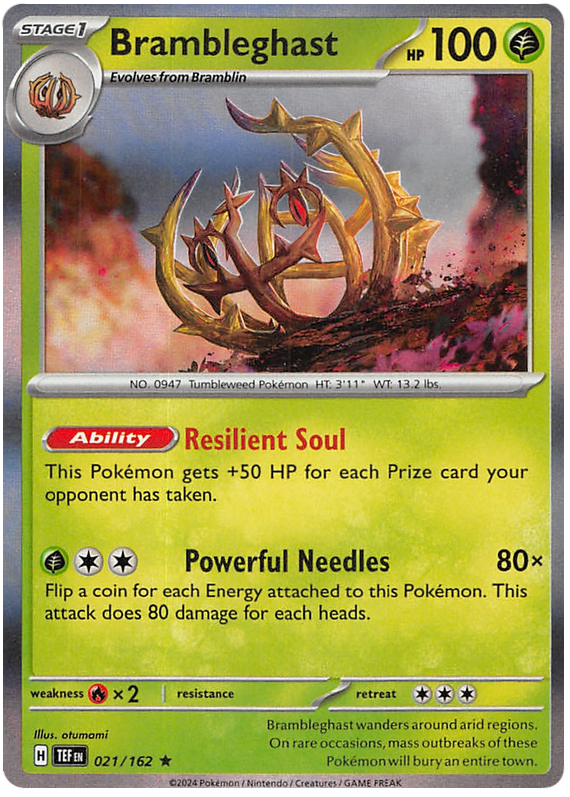 STAGE 1
Brambleghast
HP 100
Evolves from Bramblin
NO. 0947 Tumbleweed Pokémon HT: 3'11" WT: 13.2 lbs.
Ability Resilient Soul
This Pokémon gets +50 HP for each Prize card your
opponent has taken.
Powerful Needles 80×
Flip a coin for each Energy attached to this Pokémon. This
attack does 80 damage for each heads.
weakness ×2 resistance retreat
Illus. otumami
Brambleghast wanders around arid regions.
On rare occasions, mass outbreaks of these
Pokémon will bury an entire town.
H TEF EN 021/162 ★
©2024 Pokémon / Nintendo / Creatures / GAME FREAK